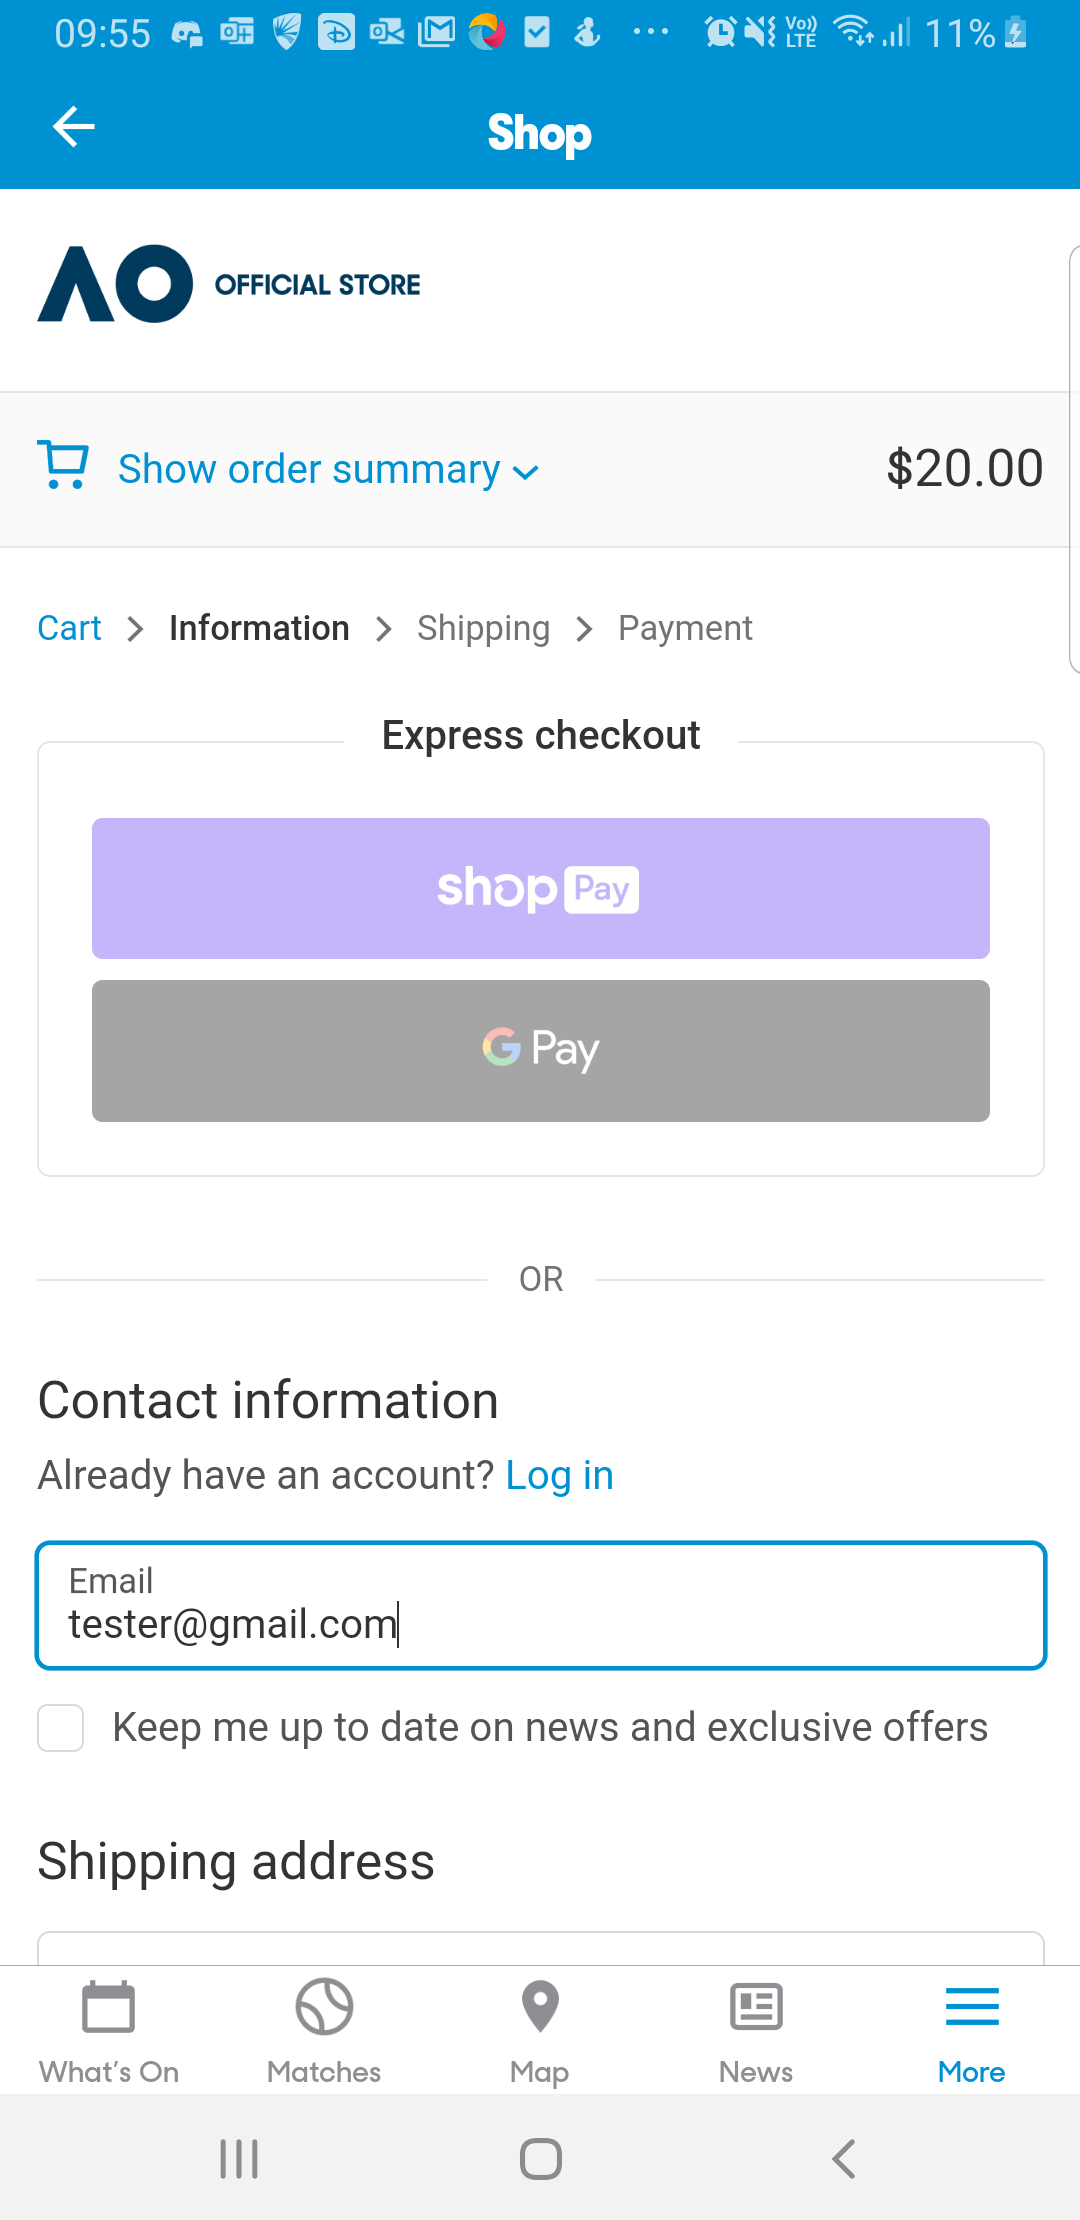 09:55 Vo)) LTE 11%
Shop
AO OFFICIAL STORE
Show order summary $20.00
Cart > Information > Shipping > Payment
Express checkout
shop Pay
G Pay
OR
Contact information
Already have an account? Log in
Email
tester@gmail.com
Keep me up to date on news and exclusive offers
Shipping address
What's On Matches Map News More